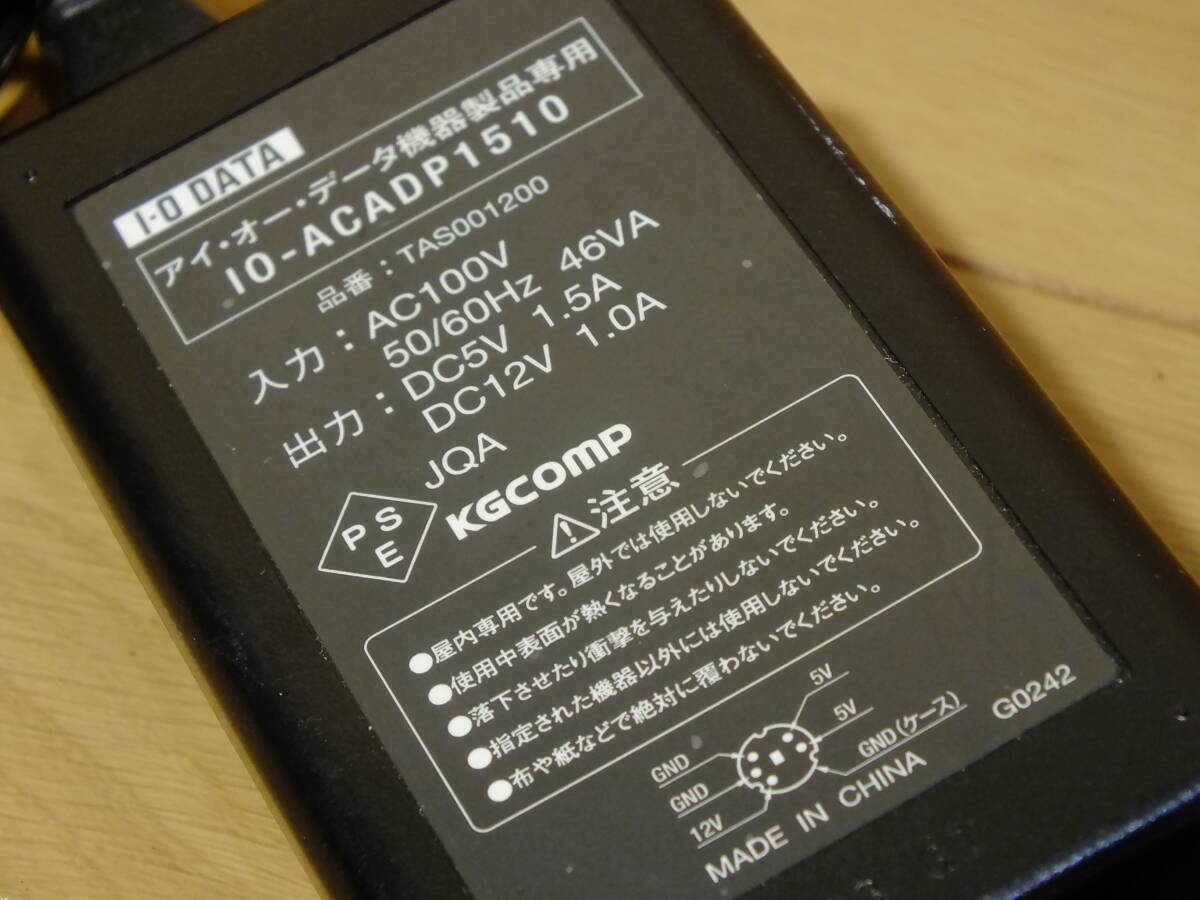 I-O DATA
アイ・オー・データ機器製品専用
IO-ACADP1510
品番：TAS001200
入力：AC100V
50/60Hz 46VA
出力：DC5V 1.5A
DC12V 1.0A
JQA
P S E
KGCOMP
注意
●屋内専用です。屋外では使用しないでください。
●使用中表面が熱くなることがあります。
●落下させたり衝撃を与えたりしないでください。
●指定された機器以外には使用しないでください。
●布や紙などで絶対に覆わないでください。
5V
5V
GND(ケース)
GND
GND
12V
G0242
MADE IN CHINA